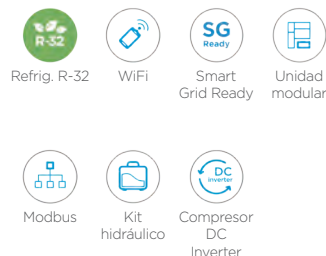 R-32
SG
Ready
Refrig. R-32
WiFi
Smart
Grid Ready
Unidad
modular
DC
inverter
Modbus
Kit
hidráulico
Compresor
DC
Inverter